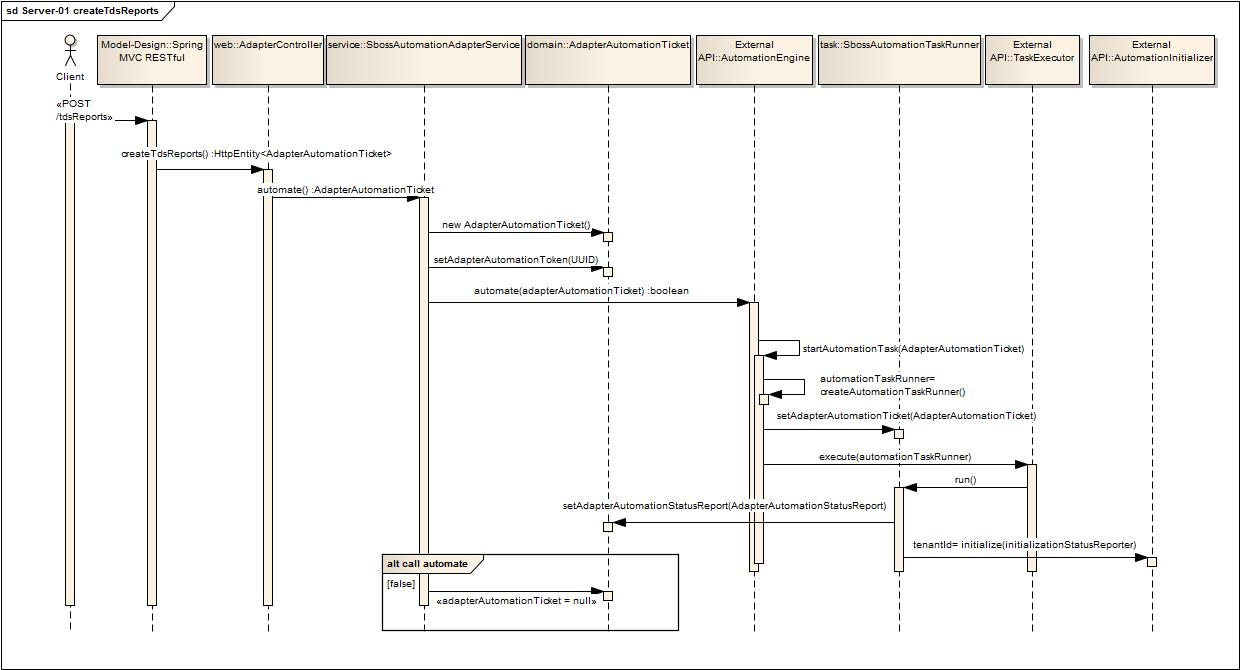 sd Server-01 createTdsReports
Client
Model-Design::Spring
MVC RESTful
web::AdapterController
service::SbossAutomationAdapterService
domain::AdapterAutomationTicket
External
API::AutomationEngine
task::SbossAutomationTaskRunner
External
API::TaskExecutor
External
API::AutomationInitializer
«POST
/tdsReports»
createTdsReports() :HttpEntity<AdapterAutomationTicket>
automate() :AdapterAutomationTicket
new AdapterAutomationTicket()
setAdapterAutomationToken(UUID)
automate(adapterAutomationTicket) :boolean
startAutomationTask(AdapterAutomationTicket)
automationTaskRunner=
createAutomationTaskRunner()
setAdapterAutomationTicket(AdapterAutomationTicket)
execute(automationTaskRunner)
run()
setAdapterAutomationStatusReport(AdapterAutomationStatusReport)
tenantId= initialize(initializationStatusReporter)
alt call automate
[false]
«adapterAutomationTicket = null»